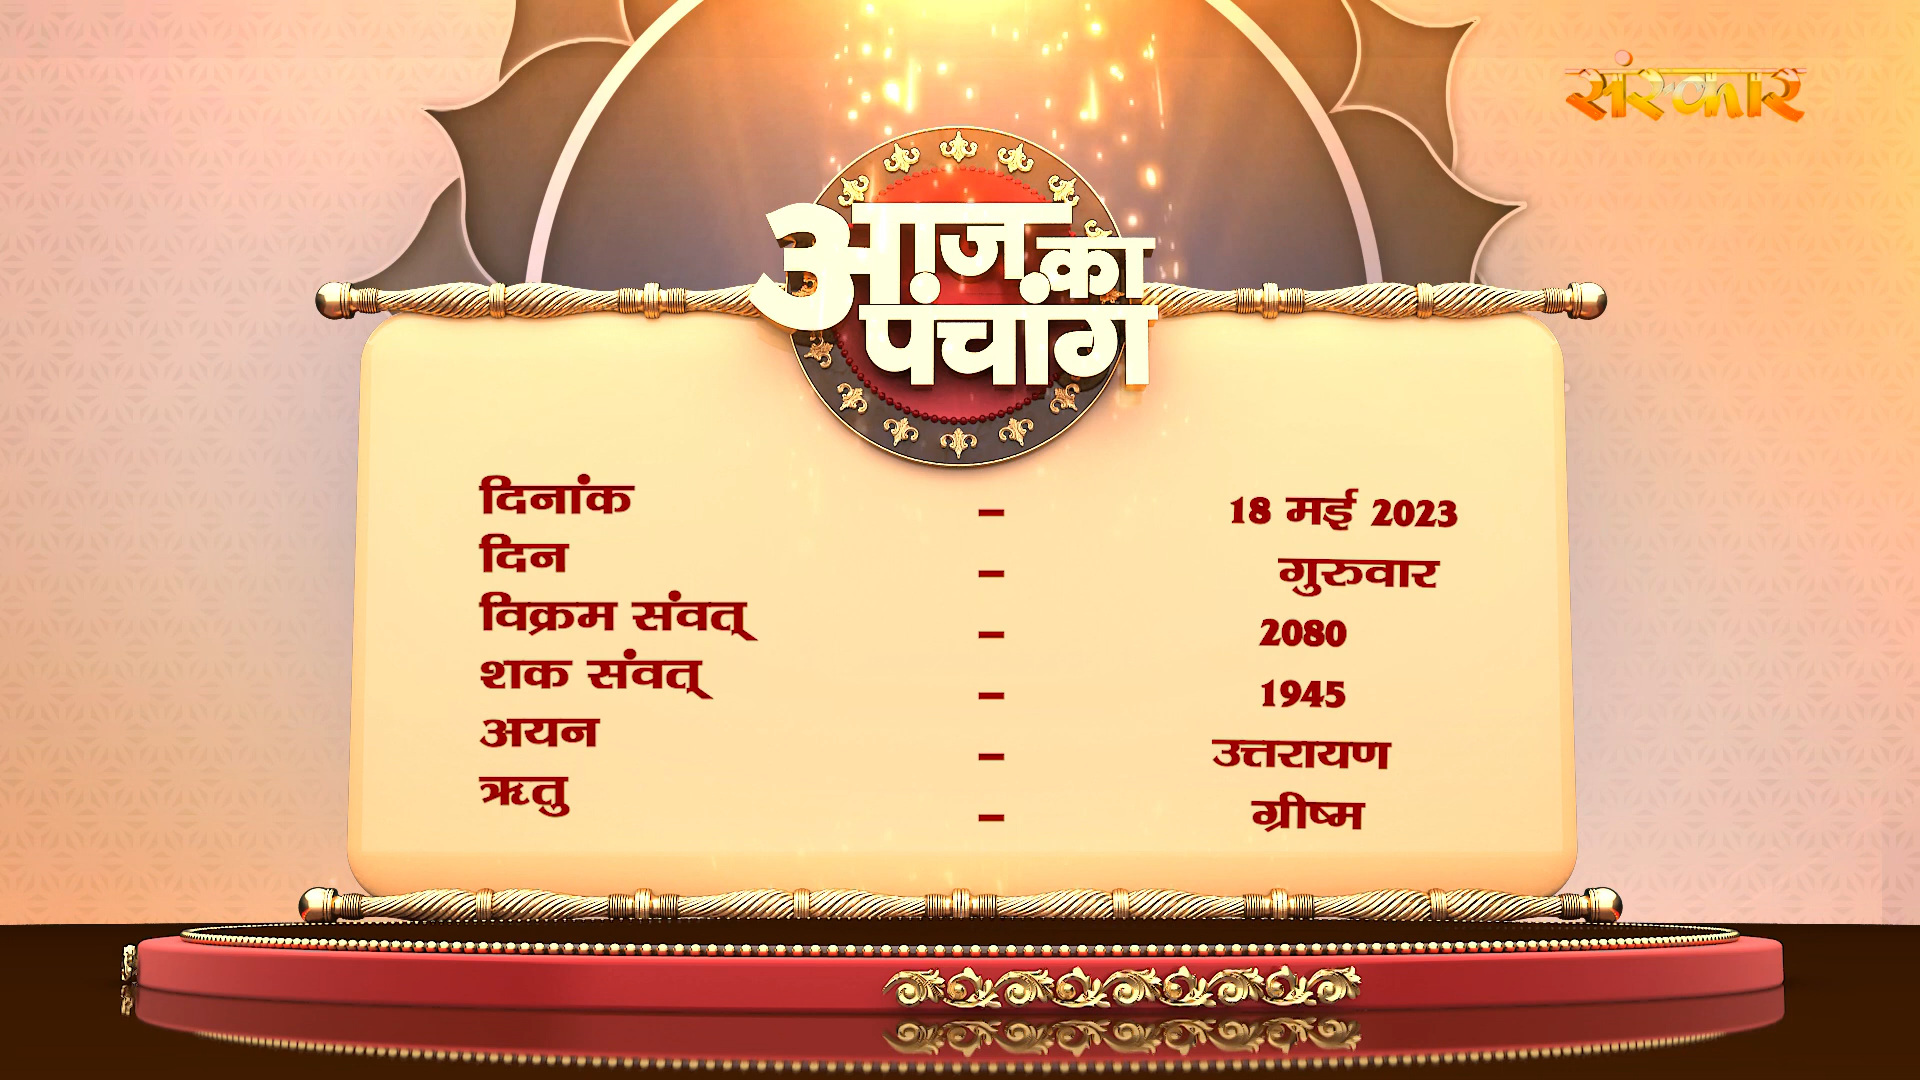 संस्कार
आज का
पंचांग
दिनांक – 18 मई 2023
दिन – गुरुवार
विक्रम संवत् – 2080
शक संवत् – 1945
अयन – उत्तरायण
ऋतु – ग्रीष्म